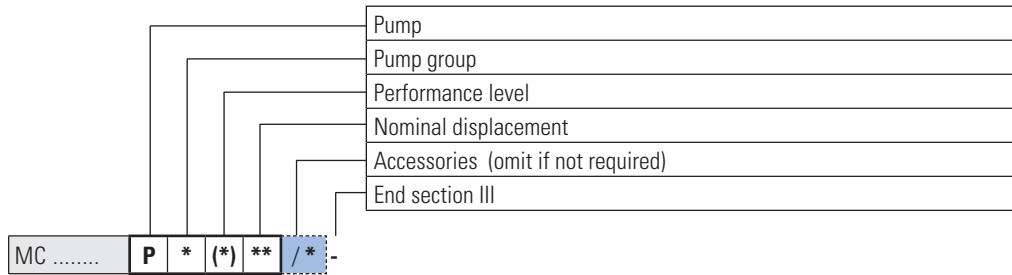 Pump
Pump group
Performance level
Nominal displacement
Accessories (omit if not required)
End section III
MC ........ P * (*) ** / * -